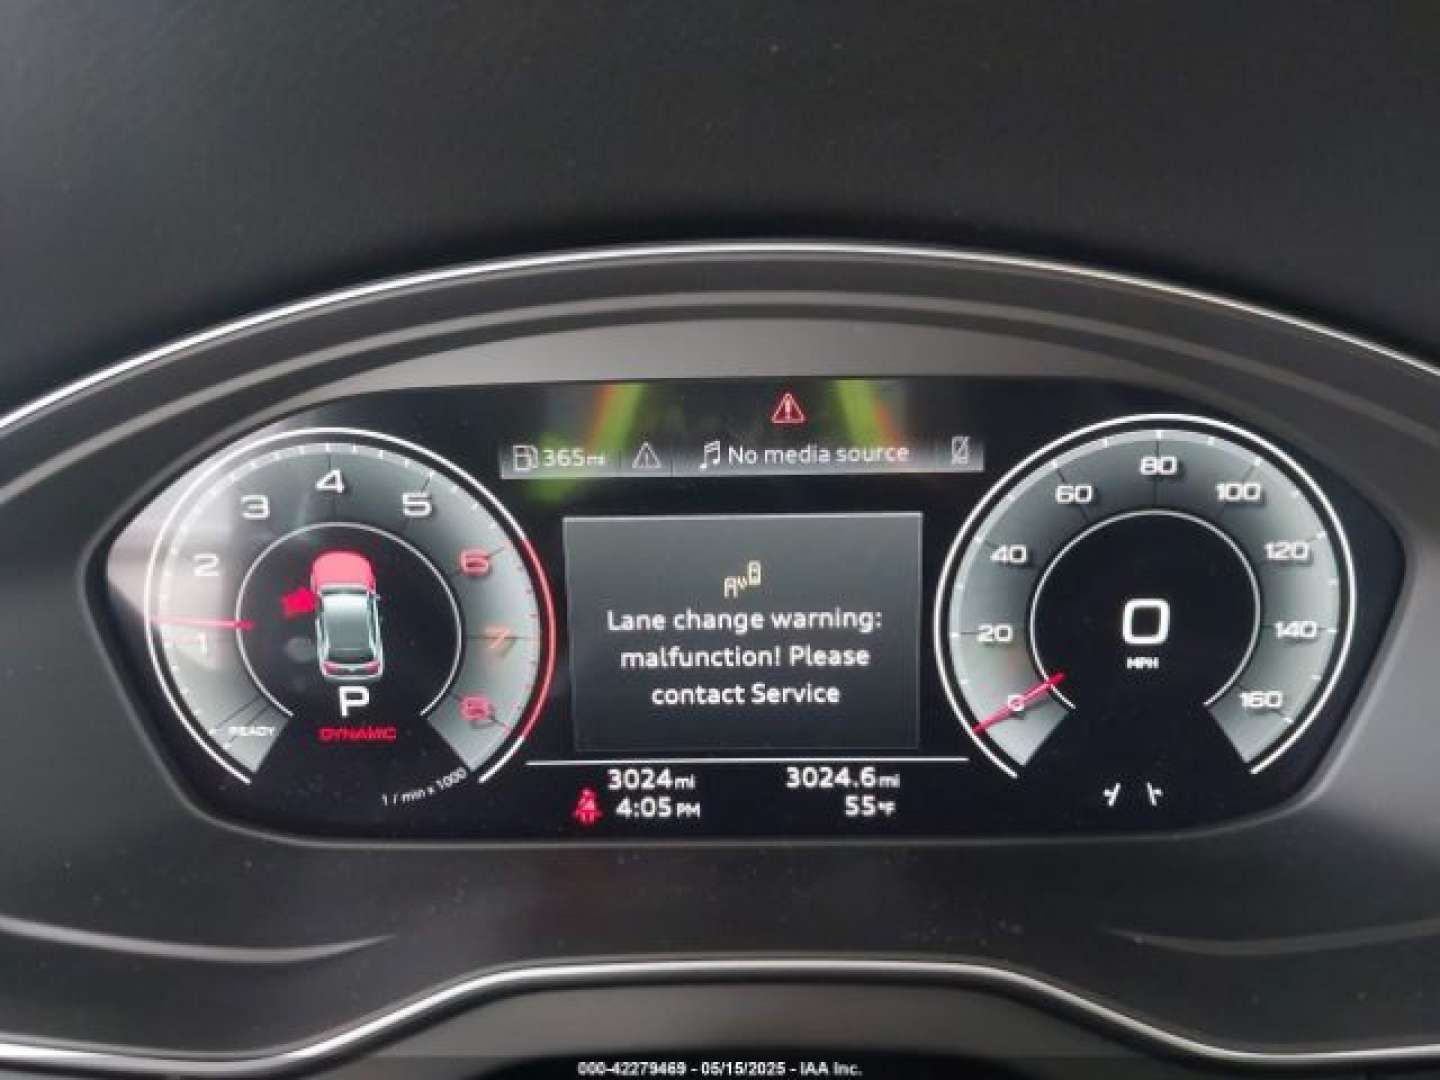 365mi
No media source
1
2
3
4
5
6
7
8
READY
P
DYNAMIC
1 / min x 1000
Lane change warning:
malfunction! Please
contact Service
3024mi
3024.6mi
4:05 PM
55°F
0
20
40
60
80
100
120
140
160
0
MPH
000-42279469 - 05/15/2025 - IAA Inc.